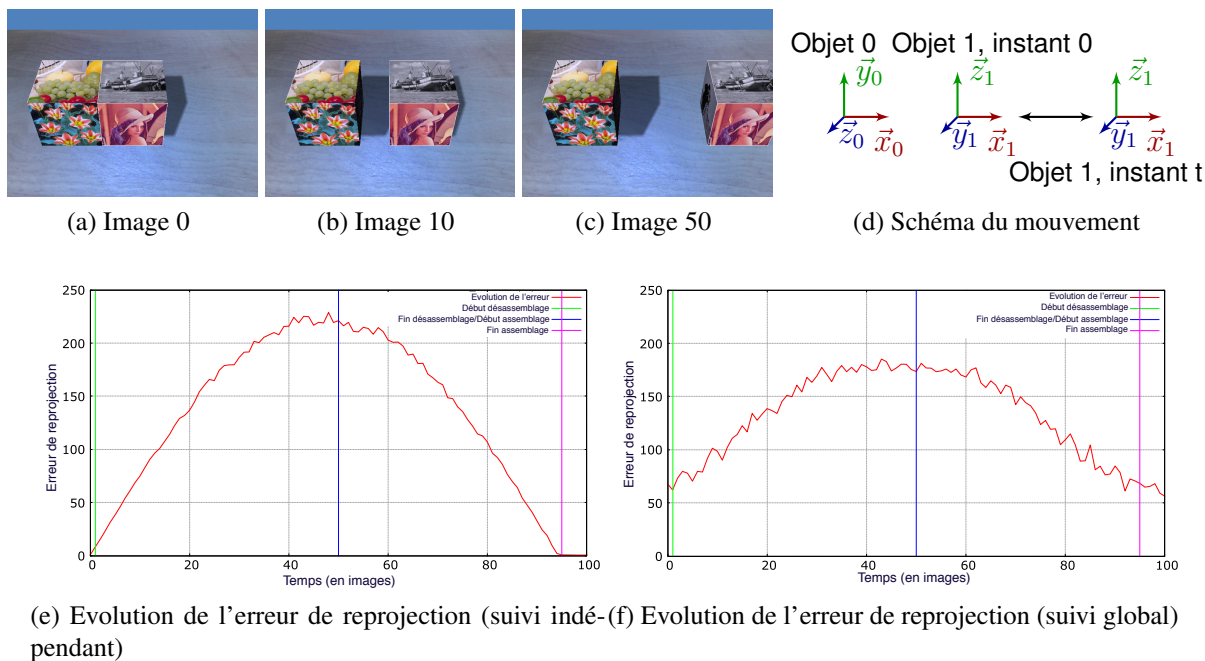 Objet 0 Objet 1, instant 0
y⃗0 z⃗1 z⃗1
z⃗0 x⃗0 y⃗1 x⃗1 y⃗1 x⃗1
Objet 1, instant t
(a) Image 0 (b) Image 10 (c) Image 50 (d) Schéma du mouvement
250
200
150
100
50
0
Erreur de reprojection
Evolution de l'erreur
Début désassemblage
Fin désassemblage/Début assemblage
Fin assemblage
0 20 40 60 80 100
Temps (en images)
250
200
150
100
50
0
Erreur de reprojection
Evolution de l'erreur
Début désassemblage
Fin désassemblage/Début assemblage
Fin assemblage
0 20 40 60 80 100
Temps (en images)
(e) Evolution de l'erreur de reprojection (suivi indé-
pendant)
(f) Evolution de l'erreur de reprojection (suivi global)